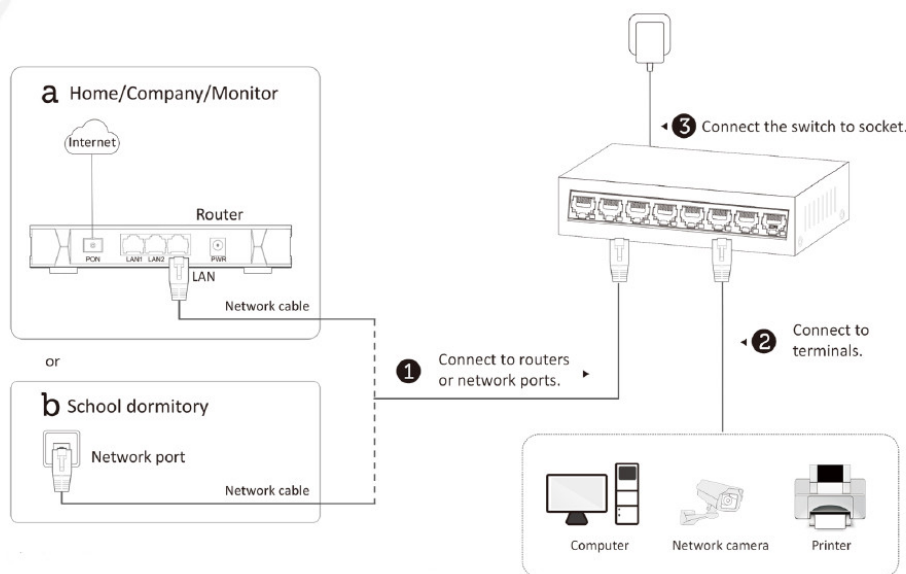 a Home/Company/Monitor
Internet
Router
PON
LAN1 LAN2
PWR
LAN
Network cable
or
b School dormitory
Network port
Network cable
1 Connect to routers
or network ports.
3 Connect the switch to socket.
2 Connect to
terminals.
Computer
Network camera
Printer